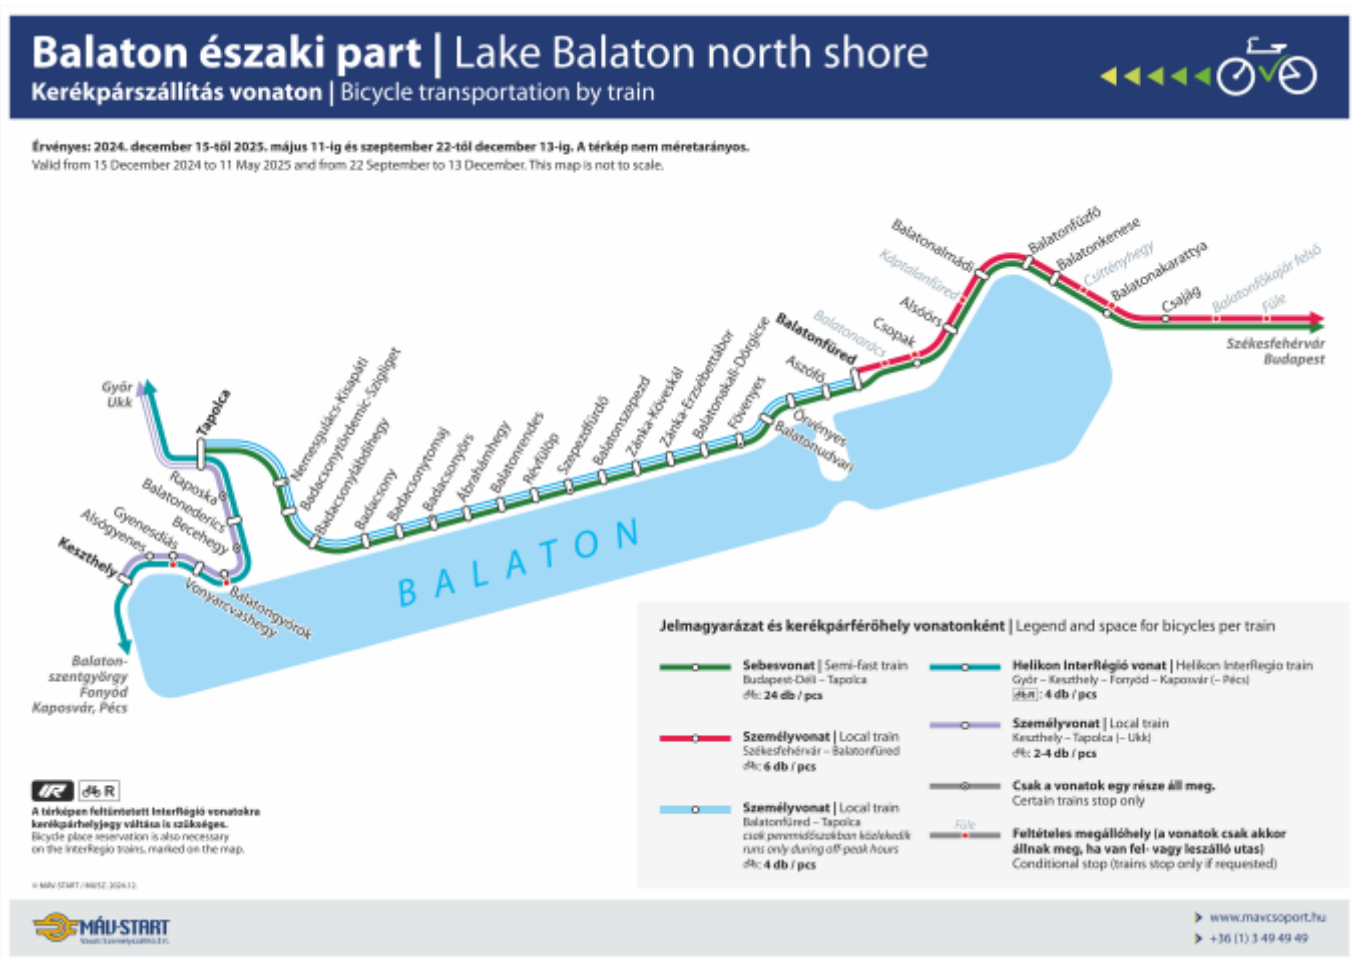 Balaton északi part | Lake Balaton north shore
Kerékpárszállítás vonaton | Bicycle transportation by train
Érvényes: 2024. december 15-től 2025. május 11-ig és szeptember 22-től december 13-ig. A térkép nem méretarányos.
Valid from 15 December 2024 to 11 May 2025 and from 22 September to 13 December. This map is not to scale.
Győr
Ukk
Tapolca
Nemesgulács-Kisapáti
Badacsonytördemic-Szigliget
Badacsonylábdihegy
Badacsony
Badacsonytomaj
Badacsonyörs
Ábrahámhegy
Balatonrendes
Révfülöp
Szepezdfürdő
Balatonszepezd
Zánka-Köveskál
Zánka-Erzsébettábor
Balatonakali-Dörgicse
Fövenyes
Balatonudvari
Örvényes
Aszófő
Balatonfüred
Balatonarács
Csopak
Alsóörs
Káptalanfüred
Balatonalmádi
Balatonfűzfő
Balatonkenese
Csittényhegy
Balatonakarattya
Csajág
Balatonfőkajár felső
Füle
Székesfehérvár
Budapest
Raposka
Balatonederics
Becehegy
Gyenesdiás
Alsógyenes
Keszthely
Vonyarcvashegy
Balatongyörök
Balaton-
szentgyörgy
Fonyód
Kaposvár, Pécs
BALATON
Jelmagyarázat és kerékpárférőhely vonatonként | Legend and space for bicycles per train
Sebesvonat | Semi-fast train
Budapest-Déli – Tapolca
: 24 db / pcs
Személyvonat | Local train
Székesfehérvár – Balatonfüred
: 6 db / pcs
Személyvonat | Local train
Balatonfüred – Tapolca
csak peremidőszakban közlekedik
runs only during off-peak hours
: 4 db / pcs
Helikon InterRégió vonat | Helikon InterRegio train
Győr – Keszthely – Fonyód – Kaposvár (– Pécs)
R : 4 db / pcs
Személyvonat | Local train
Keszthely – Tapolca (– Ukk)
: 2-4 db / pcs
Csak a vonatok egy része áll meg.
Certain trains stop only
Füle
Feltételes megállóhely (a vonatok csak akkor
állnak meg, ha van fel- vagy leszálló utas)
Conditional stop (trains stop only if requested)
IR R
A térképen feltüntetett InterRégió vonatokra
kerékpárhelyjegy váltása is szükséges.
Bicycle place reservation is also necessary
on the InterRegio trains, marked on the map.
© MÁV-START / 2024.12.
MÁV-START
Vasúti Személyszállító Zrt.
www.mavcsoport.hu
+36 (1) 3 49 49 49